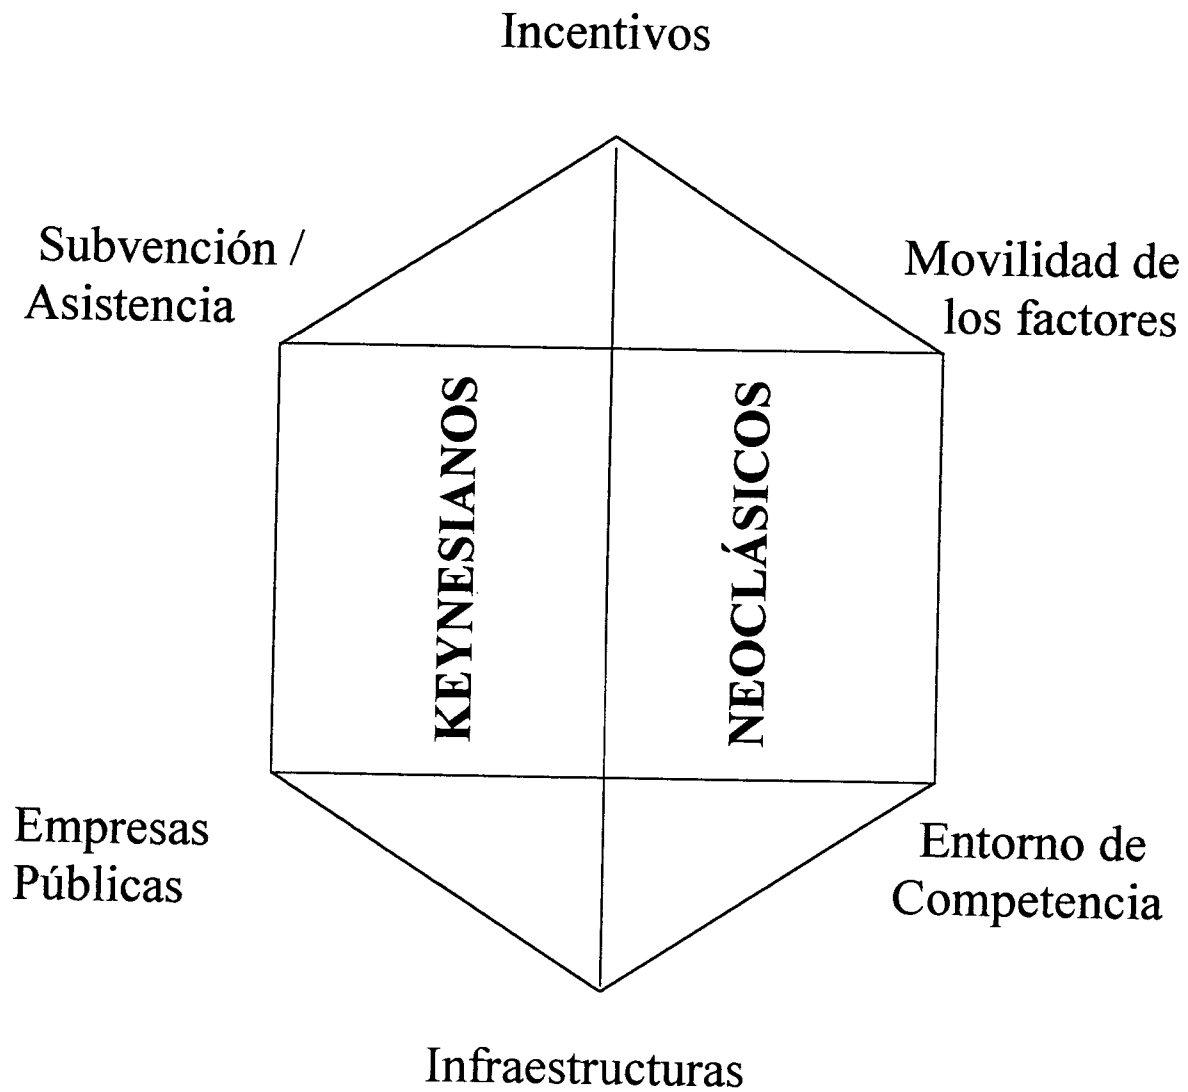 Incentivos
Subvención /
Asistencia
Movilidad de
los factores
KEYNESIANOS
NEOCLÁSICOS
Empresas
Públicas
Entorno de
Competencia
Infraestructuras